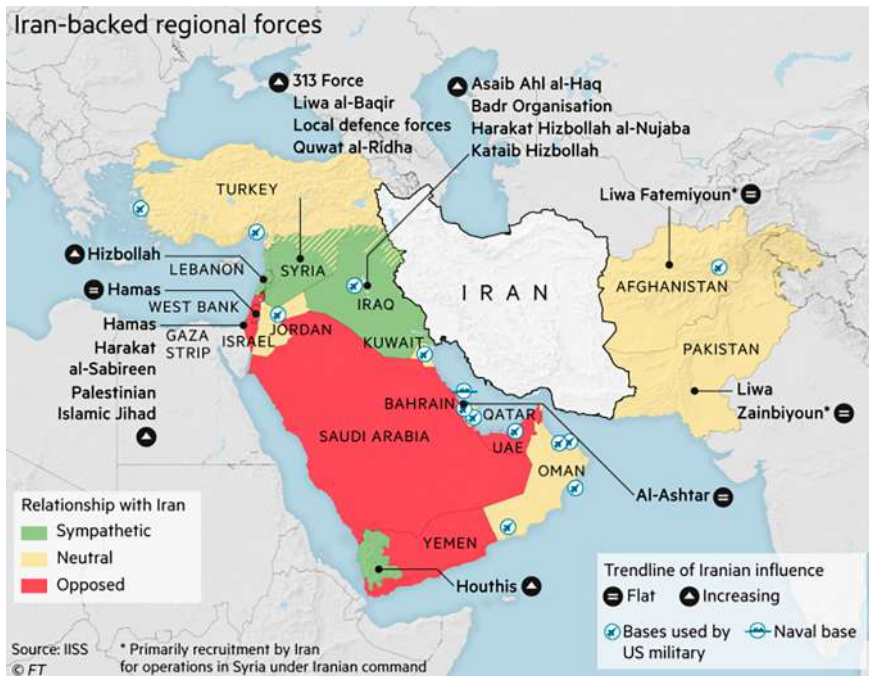 Iran-backed regional forces
313 Force
Liwa al-Baqir
Local defence forces
Quwat al-Ridha
Asaib Ahl al-Haq
Badr Organisation
Harakat Hizbollah al-Nujaba
Kataib Hizbollah
TURKEY
Liwa Fatemiyoun*
Hizbollah
LEBANON
SYRIA
IRAQ
IRAN
AFGHANISTAN
Hamas
WEST BANK
JORDAN
Hamas
GAZA
STRIP
ISRAEL
KUWAIT
PAKISTAN
Harakat
al-Sabireen
Palestinian
Islamic Jihad
BAHRAIN
QATAR
Liwa
Zainbiyoun*
SAUDI ARABIA
UAE
OMAN
Al-Ashtar
Relationship with Iran
Sympathetic
Neutral
Opposed
YEMEN
Houthis
Trendline of Iranian influence
Flat
Increasing
Bases used by
US military
Naval base
Source: IISS
© FT
* Primarily recruitment by Iran
for operations in Syria under Iranian command